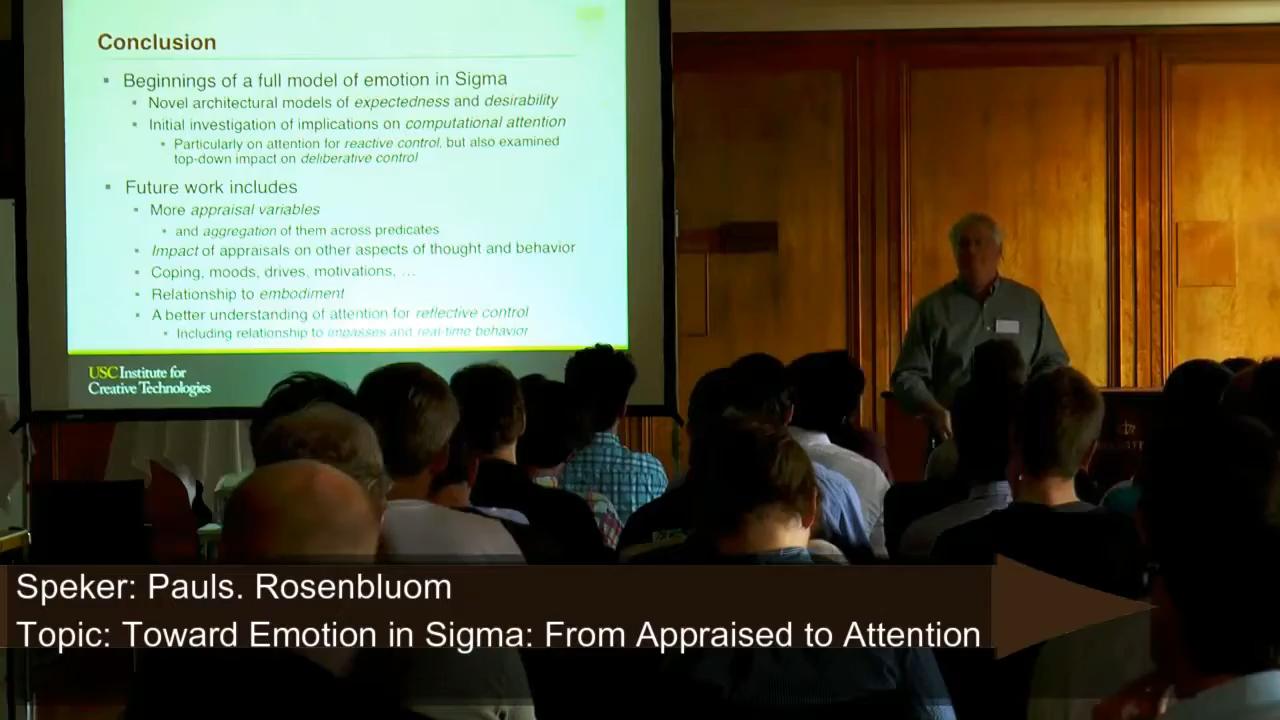 Conclusion
Beginnings of a full model of emotion in Sigma
Novel architectural models of expectedness and desirability
Initial investigation of implications on computational attention
Particularly on attention for reactive control, but also examined
top-down impact on deliberative control
Future work includes
More appraisal variables
and aggregation of them across predicates
Impact of appraisals on other aspects of thought and behavior
Coping, moods, drives, motivations, ...
Relationship to embodiment
A better understanding of attention for reflective control
Including relationship to impasses and real-time behavior
USC Institute for
Creative Technologies
Speker: Pauls. Rosenbluom
Topic: Toward Emotion in Sigma: From Appraised to Attention